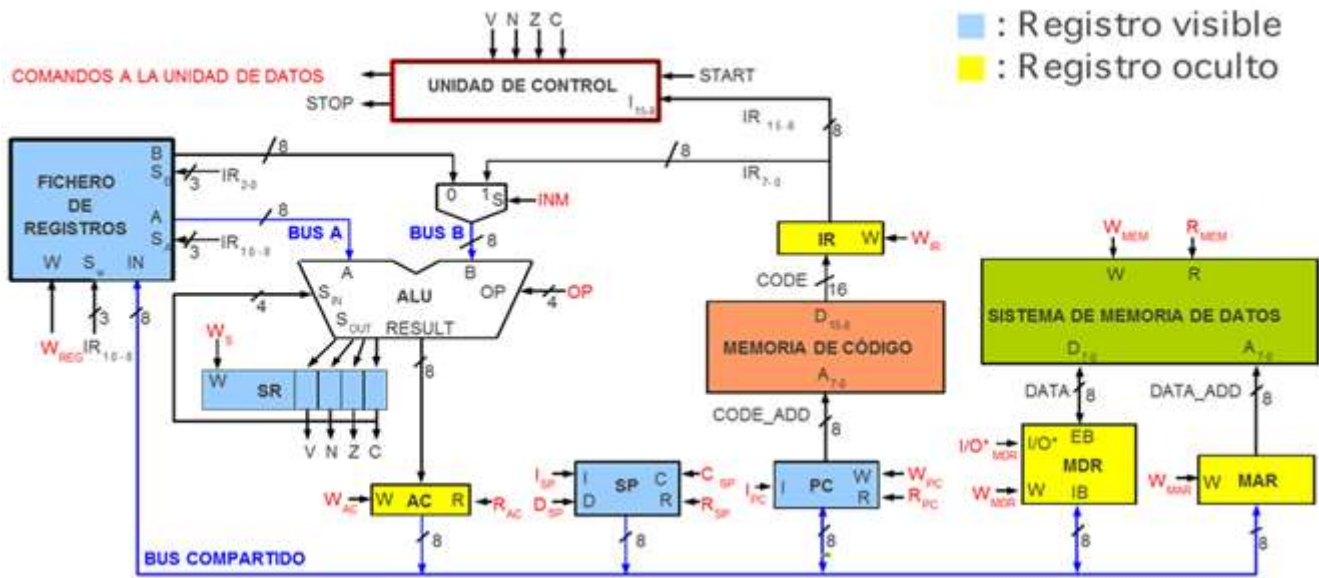 V N Z C
: Registro visible
: Registro oculto
COMANDOS A LA UNIDAD DE DATOS
UNIDAD DE CONTROL
START
STOP
I15-8
IR 15-8
8
8
8
IR7-0
B
S
3
IR2-0
FICHERO
DE
REGISTROS
0 1 S
INM
A
8
BUS A
BUS B
8
S
3
IR10-8
IR W
WIR
WMEM RMEM
W S IN
A B
W R
CODE
16
SIN
ALU
OP
4
OP
4
3
8
SISTEMA DE MEMORIA DE DATOS
D15-0
SOUT RESULT
MEMORIA DE CÓDIGO
WREG IR10-8
WS
D7-0 A7-0
A7-0
8
W SR
DATA 8
DATA_ADD 8
CODE_ADD
8
V N Z C
I/O*MDR
I/O* EB
MDR
ISP
I SP C
CSP
IPC
I PC W
WPC
WMAR
W MAR
WAC
W AC R
RAC
DSP
D R
RSP
R
RPC
WMDR
W IB
8
8
8
8
8
BUS COMPARTIDO